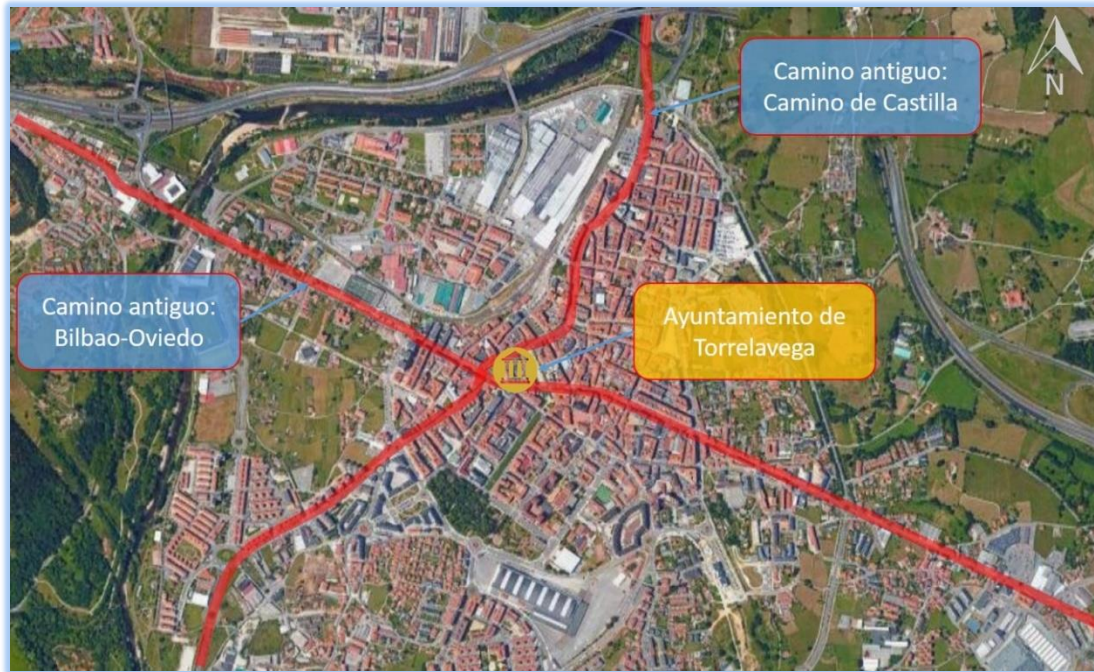 Camino antiguo:
Camino de Castilla
N
Camino antiguo:
Bilbao-Oviedo
Ayuntamiento de
Torrelavega